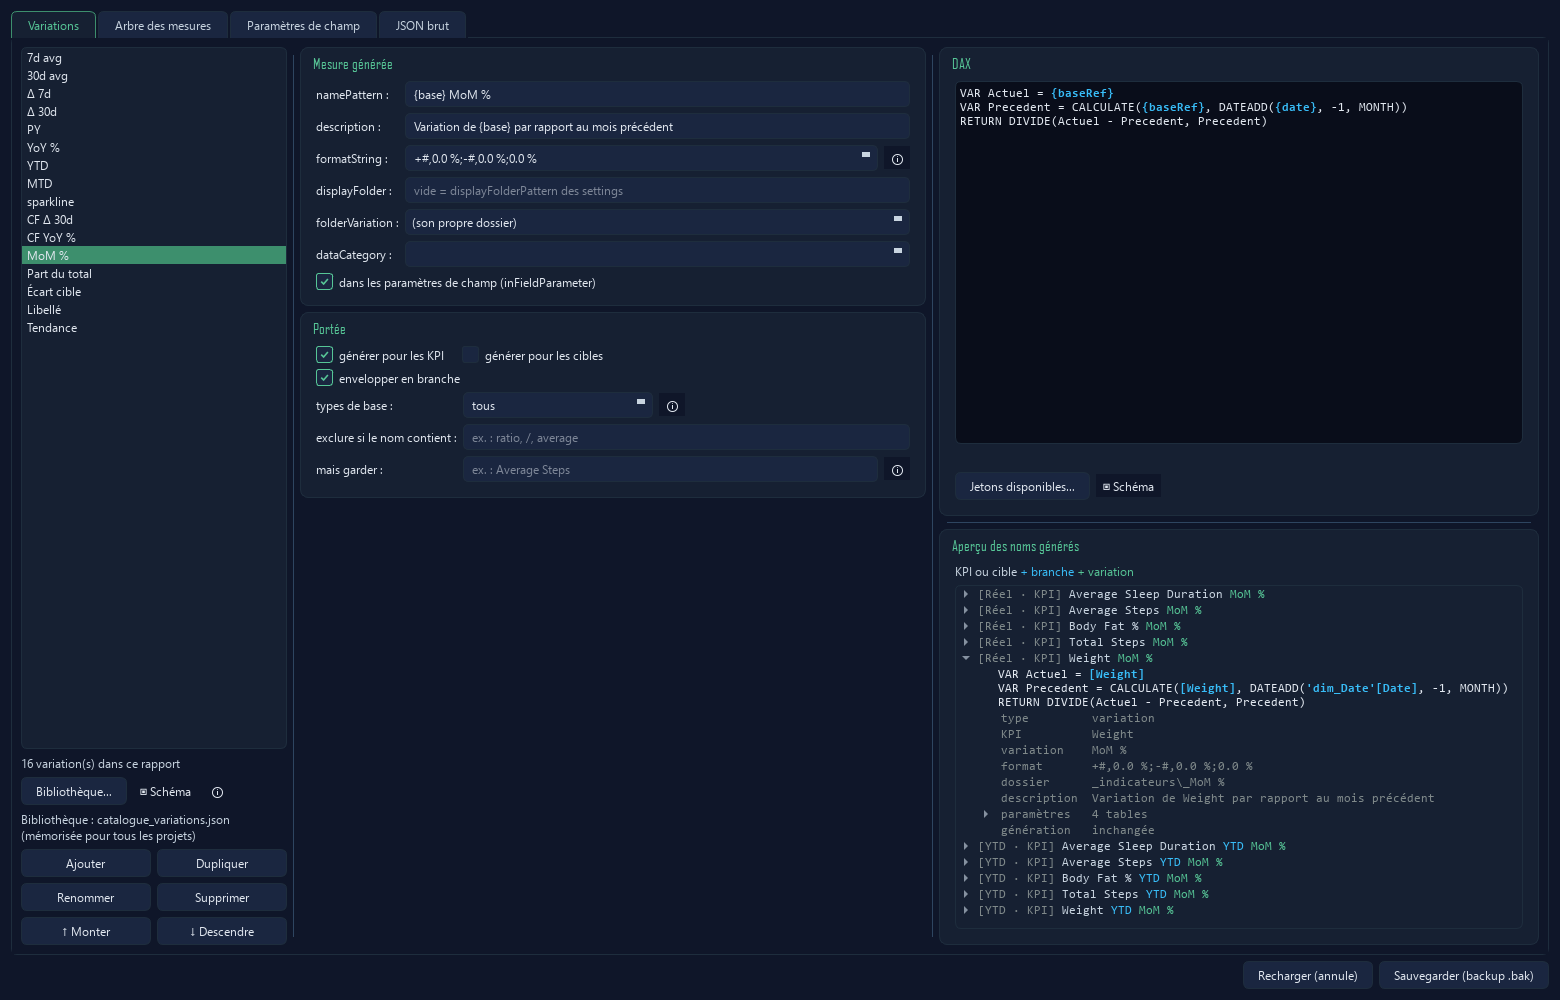 Variations
Arbre des mesures
Paramètres de champ
JSON brut
7d avg
30d avg
Δ 7d
Δ 30d
PY
YoY %
YTD
MTD
sparkline
CF Δ 30d
CF YoY %
MoM %
Part du total
Écart cible
Libellé
Tendance
16 variation(s) dans ce rapport
Bibliothèque...
Schéma
Bibliothèque : catalogue_variations.json
(mémorisée pour tous les projets)
Ajouter
Dupliquer
Renommer
Supprimer
↑ Monter
↓ Descendre
Mesure générée
namePattern : {base} MoM %
description : Variation de {base} par rapport au mois précédent
formatString : +#,0.0 %;-#,0.0 %;0.0 %
displayFolder : vide = displayFolderPattern des settings
folderVariation : (son propre dossier)
dataCategory :
dans les paramètres de champ (inFieldParameter)
Portée
générer pour les KPI
générer pour les cibles
envelopper en branche
types de base : tous
exclure si le nom contient : ex. : ratio, /, average
mais garder : ex. : Average Steps
DAX
VAR Actuel = {baseRef}
VAR Precedent = CALCULATE({baseRef}, DATEADD({date}, -1, MONTH))
RETURN DIVIDE(Actuel - Precedent, Precedent)
Jetons disponibles...
Schéma
Aperçu des noms générés
KPI ou cible + branche + variation
[Réel · KPI] Average Sleep Duration MoM %
[Réel · KPI] Average Steps MoM %
[Réel · KPI] Body Fat % MoM %
[Réel · KPI] Total Steps MoM %
[Réel · KPI] Weight MoM %
VAR Actuel = [Weight]
VAR Precedent = CALCULATE([Weight], DATEADD('dim_Date'[Date], -1, MONTH))
RETURN DIVIDE(Actuel - Precedent, Precedent)
type variation
KPI Weight
variation MoM %
format +#,0.0 %;-#,0.0 %;0.0 %
dossier _indicateurs\_MoM %
description Variation de Weight par rapport au mois précédent
paramètres 4 tables
génération inchangée
[YTD · KPI] Average Sleep Duration YTD MoM %
[YTD · KPI] Average Steps YTD MoM %
[YTD · KPI] Body Fat % YTD MoM %
[YTD · KPI] Total Steps YTD MoM %
[YTD · KPI] Weight YTD MoM %
Recharger (annule)
Sauvegarder (backup .bak)